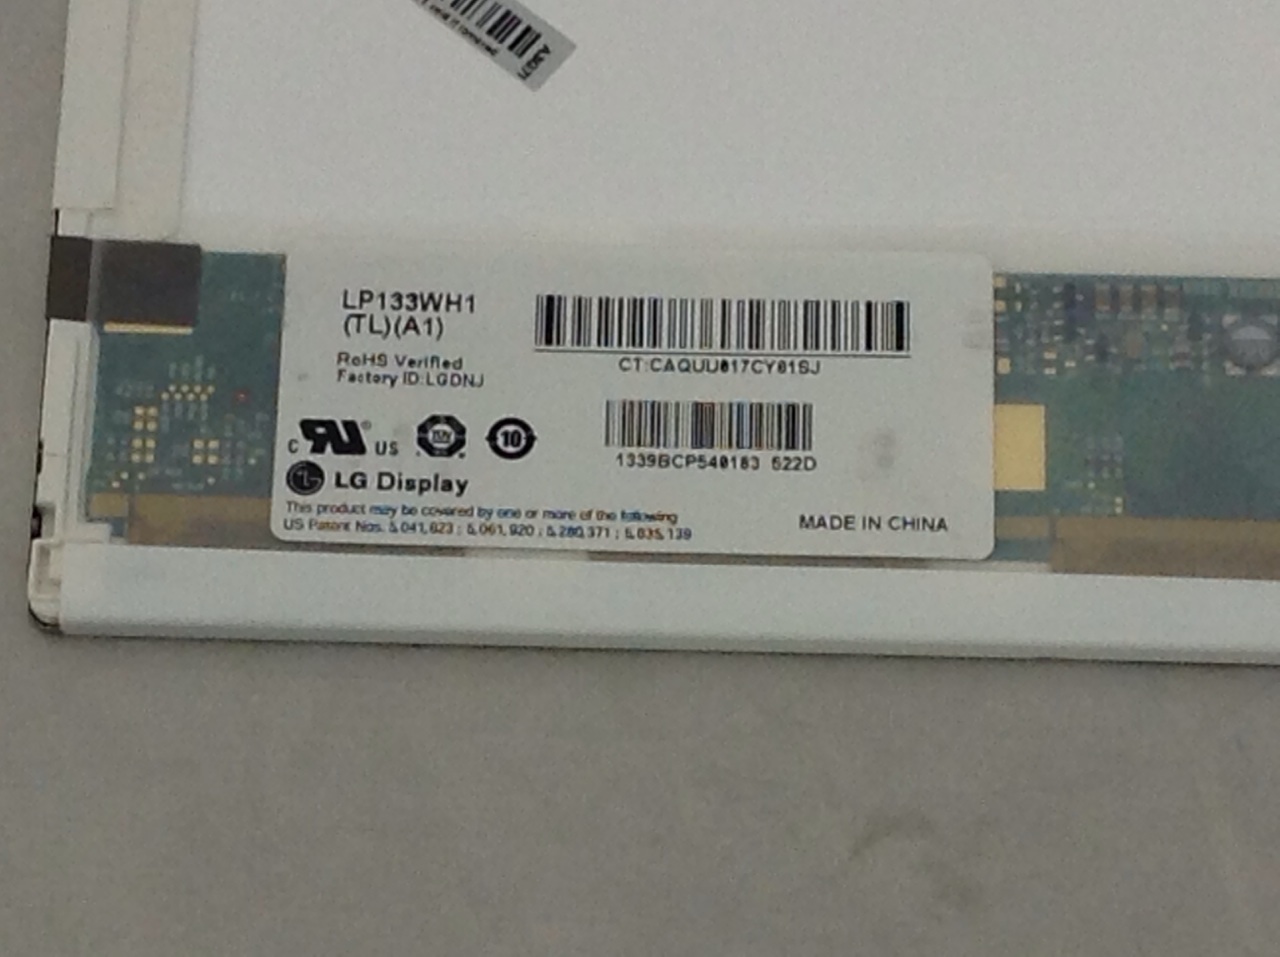 LP133WH1
(TL)(A1)
RoHS Verified
Factory ID:LGDNJ
CT:CAQUU017CY01SJ
1339BCP540183 522D
C US
10
LG Display
This product may be covered by one or more of the following
US Patent Nos. 5,041,823 ; 5,061,920 ; 5,280,371 ; 5,835,139
MADE IN CHINA